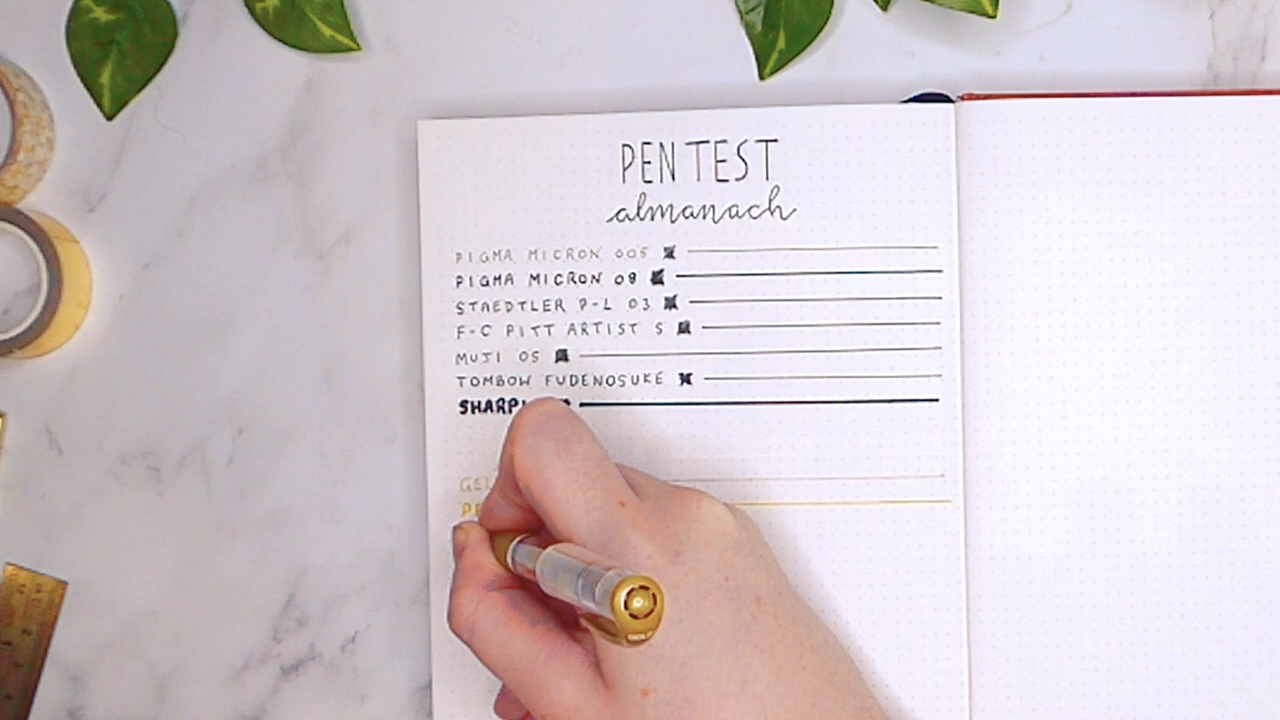 PEN TEST
almanach
PIGMA MICRON 005
PIGMA MICRON 08
STAEDTLER P-L 03
F-C PITT ARTIST S
MUJI 05
TOMBOW FUDENOSUKE